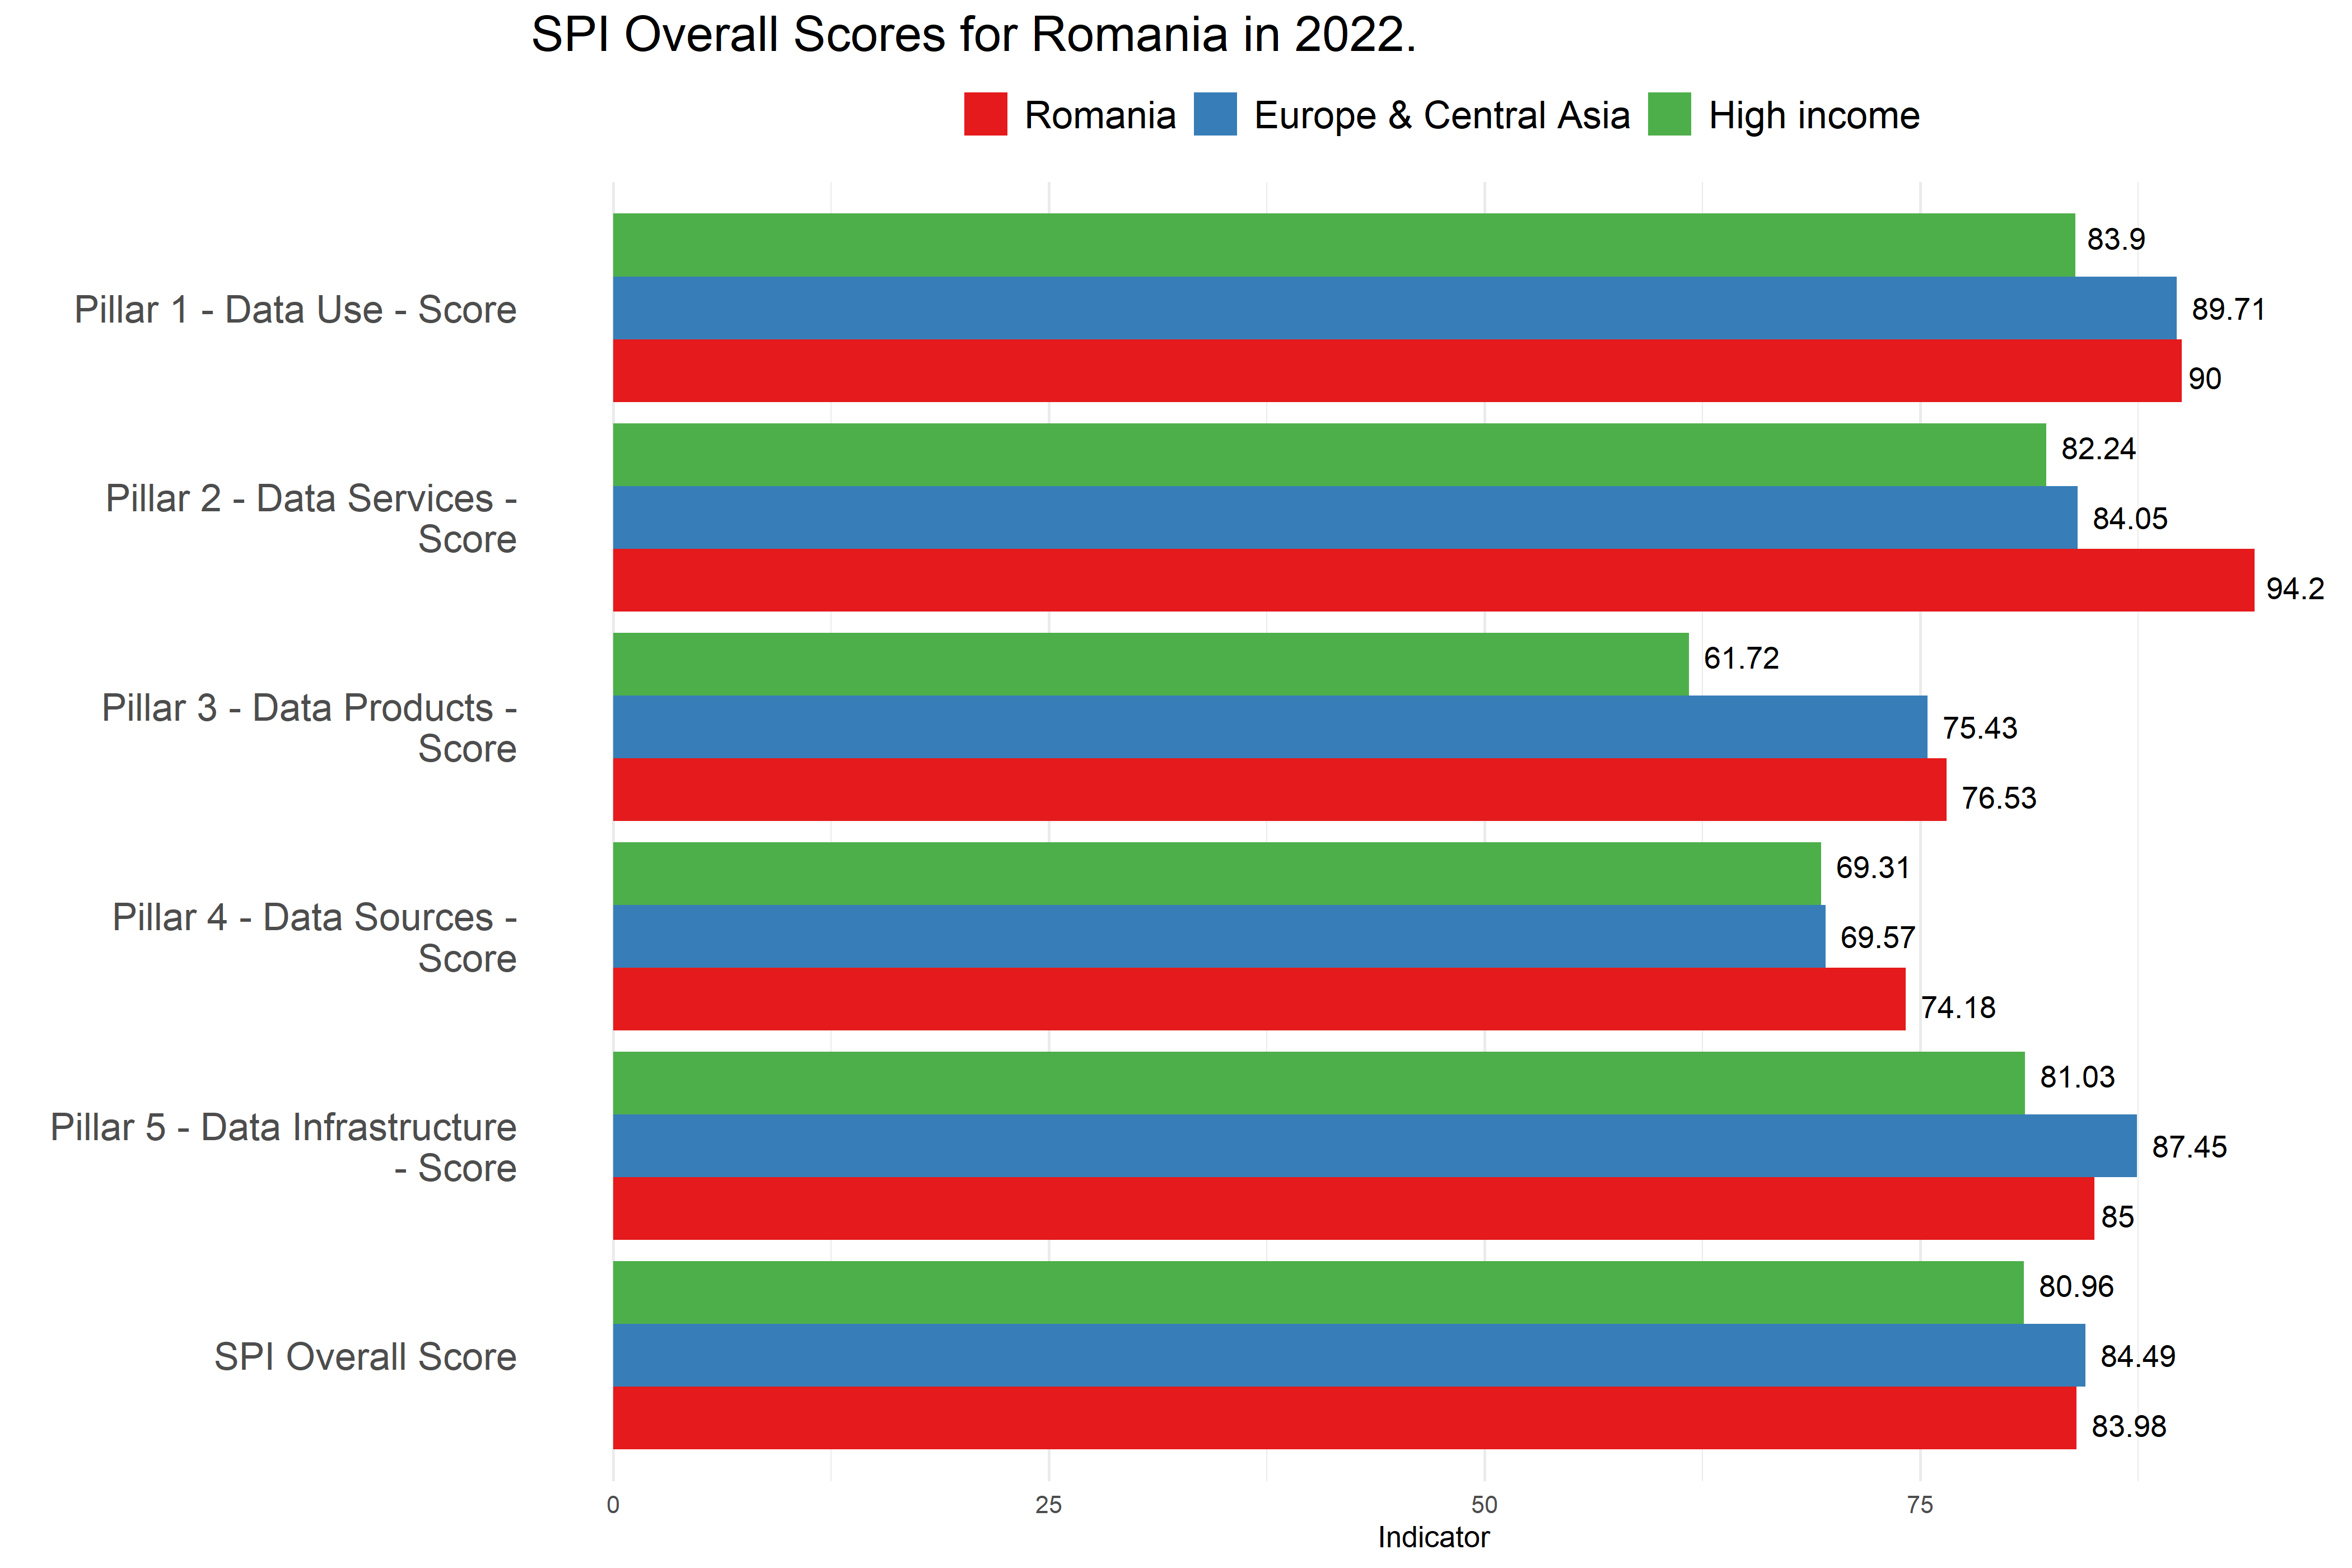 SPI Overall Scores for Romania in 2022.
Romania Europe & Central Asia High income
Pillar 1 - Data Use - Score
83.9
89.71
90
Pillar 2 - Data Services -
Score
82.24
84.05
94.2
Pillar 3 - Data Products -
Score
61.72
75.43
76.53
Pillar 4 - Data Sources -
Score
69.31
69.57
74.18
Pillar 5 - Data Infrastructure
- Score
81.03
87.45
85
SPI Overall Score
80.96
84.49
83.98
0 25 50 75
Indicator